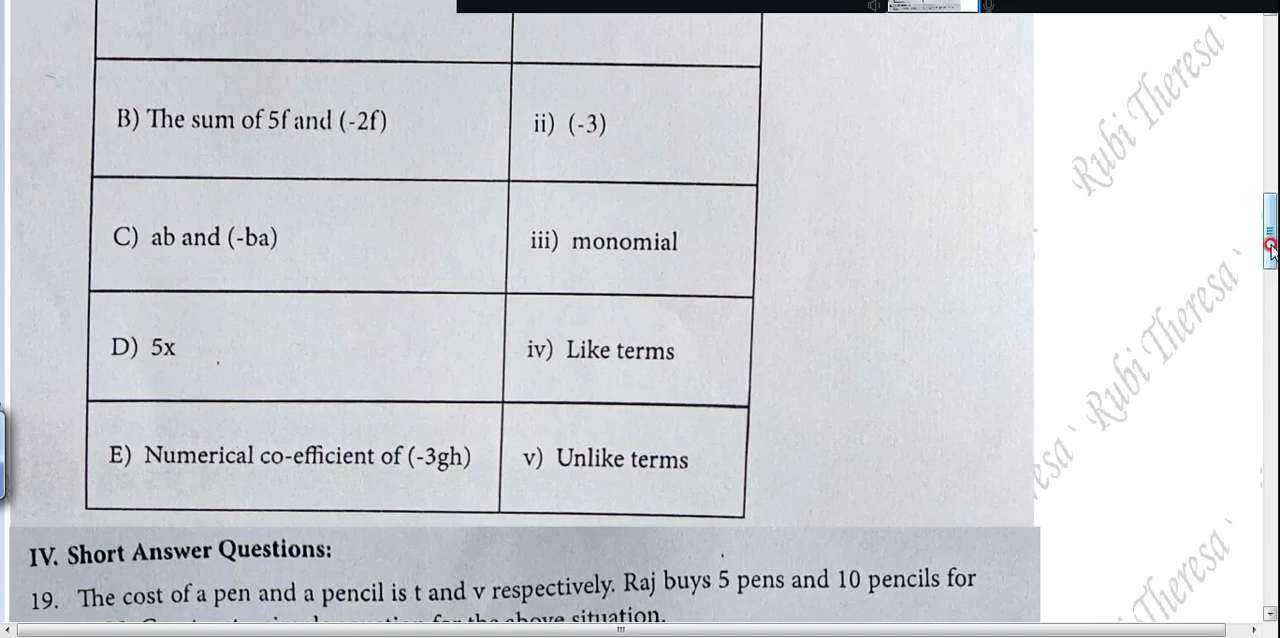 B) The sum of 5f and (-2f)
ii) (-3)
C) ab and (-ba)
iii) monomial
D) 5x
iv) Like terms
E) Numerical co-efficient of (-3gh)
v) Unlike terms
IV. Short Answer Questions:
19. The cost of a pen and a pencil is t and v respectively. Raj buys 5 pens and 10 pencils for
above situation.
Rubi Theresa
Rubi Theresa
Theresa